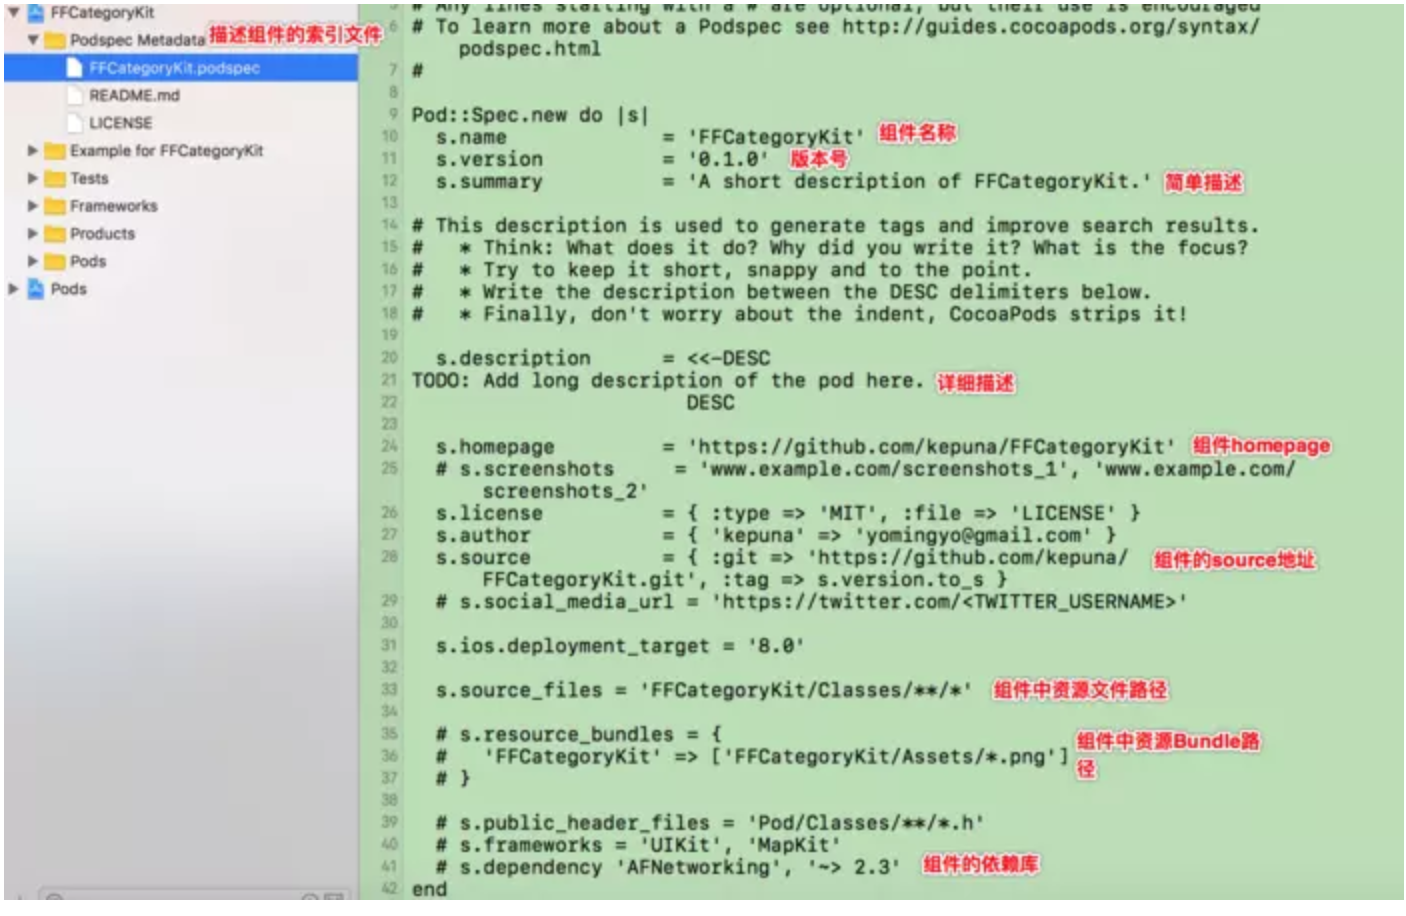 FFCategoryKit
Podspec Metadata 描述组件的索引文件
FFCategoryKit.podspec
README.md
LICENSE
Example for FFCategoryKit
Tests
Frameworks
Products
Pods
Pods
5 # Any lines starting with a # are optional, but their use is encouraged
6 # To learn more about a Podspec see http://guides.cocoapods.org/syntax/
podspec.html
7 #
8
9 Pod::Spec.new do |s|
10 s.name = 'FFCategoryKit' 组件名称
11 s.version = '0.1.0' 版本号
12 s.summary = 'A short description of FFCategoryKit.' 简单描述
13
14 # This description is used to generate tags and improve search results.
15 # * Think: What does it do? Why did you write it? What is the focus?
16 # * Try to keep it short, snappy and to the point.
17 # * Write the description between the DESC delimiters below.
18 # * Finally, don't worry about the indent, CocoaPods strips it!
19
20 s.description = <<-DESC
21 TODO: Add long description of the pod here. 详细描述
22 DESC
23
24 s.homepage = 'https://github.com/kepuna/FFCategoryKit' 组件homepage
25 # s.screenshots = 'www.example.com/screenshots_1', 'www.example.com/
screenshots_2'
26 s.license = { :type => 'MIT', :file => 'LICENSE' }
27 s.author = { 'kepuna' => 'yomingyo@gmail.com' }
28 s.source = { :git => 'https://github.com/kepuna/ 组件的source地址
FFCategoryKit.git', :tag => s.version.to_s }
29 # s.social_media_url = 'https://twitter.com/<TWITTER_USERNAME>'
30
31 s.ios.deployment_target = '8.0'
32
33 s.source_files = 'FFCategoryKit/Classes/**/*' 组件中资源文件路径
34
35 # s.resource_bundles = { 组件中资源Bundle路
36 # 'FFCategoryKit' => ['FFCategoryKit/Assets/*.png'] 径
37 # }
38
39 # s.public_header_files = 'Pod/Classes/**/*.h'
40 # s.frameworks = 'UIKit', 'MapKit'
41 # s.dependency 'AFNetworking', '~> 2.3' 组件的依赖库
42 end